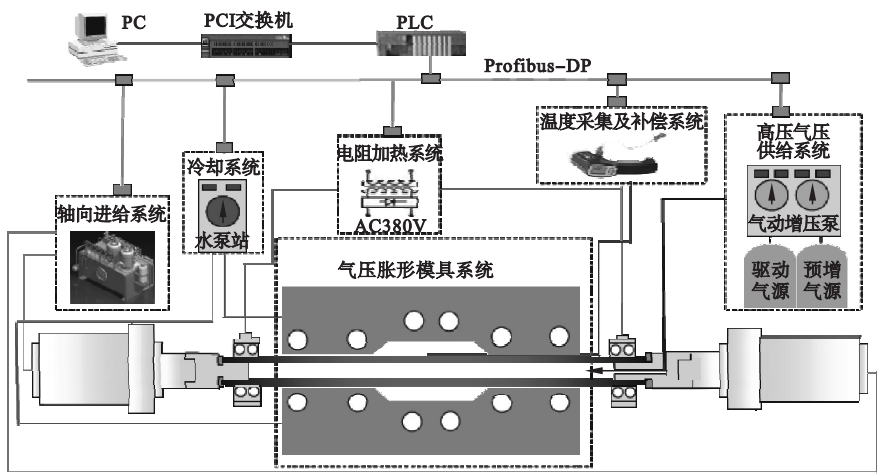 PC
PCI交换机
PLC
Profibus-DP
轴向进给系统
冷却系统
水泵站
电阻加热系统
AC380V
温度采集及补偿系统
高压气压
供给系统
气动增压泵
驱动
气源
预增
气源
气压胀形模具系统